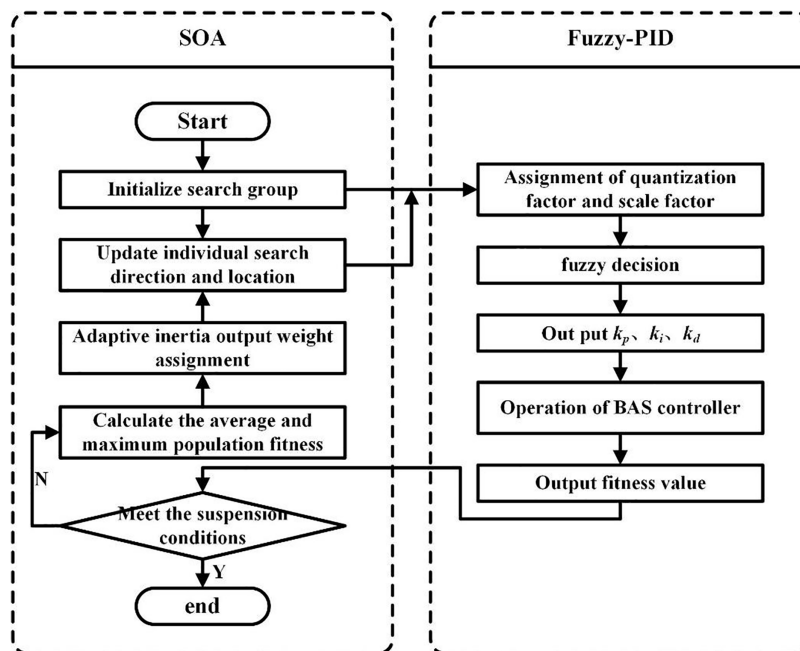 SOA
Start
Initialize search group
Update individual search
direction and location
Adaptive inertia output weight
assignment
Calculate the average and
maximum population fitness
N
Meet the suspension
conditions
Y
end
Fuzzy-PID
Assignment of quantization
factor and scale factor
fuzzy decision
Out put kp、ki、kd
Operation of BAS controller
Output fitness value